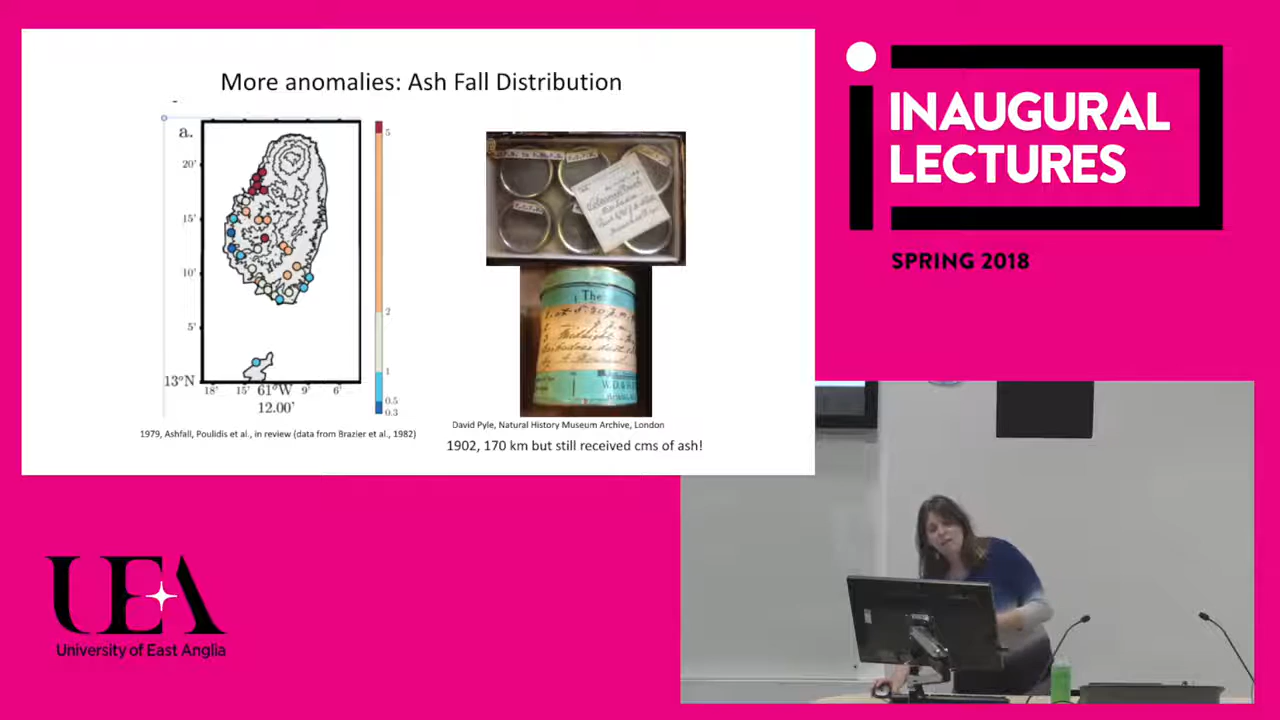 More anomalies: Ash Fall Distribution
a.
20'
15'
10'
5'
13°N
18'
15'
61°W
9'
6'
12.00'
5
2
1
0.5
0.3
1979, Ashfall, Poulidis et al., in review (data from Brazier et al., 1982)
The
Midnight
David Pyle, Natural History Museum Archive, London
1902, 170 km but still received cms of ash!
INAUGURAL
LECTURES
SPRING 2018
UEA
University of East Anglia